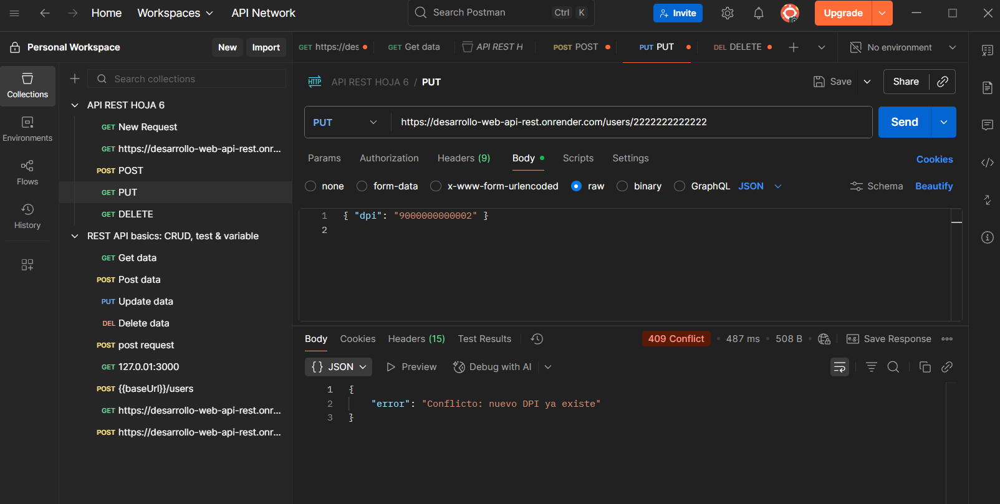 Home Workspaces API Network Search Postman Ctrl K Invite Upgrade
Personal Workspace New Import
GET https://des GET Get data API REST H POST POST PUT PUT DEL DELETE No environment
Collections
Environments
Flows
History
Search collections
API REST HOJA 6
GET New Request
GET https://desarrollo-web-api-rest.onr...
POST POST
GET PUT
GET DELETE
REST API basics: CRUD, test & variable
GET Get data
POST Post data
PUT Update data
DEL Delete data
POST post request
GET 127.0.01:3000
POST {{baseUrl}}/users
GET https://desarrollo-web-api-rest.onr...
POST https://desarrollo-web-api-rest.onr...
HTTP API REST HOJA 6 / PUT Save Share
PUT https://desarrollo-web-api-rest.onrender.com/users/2222222222222 Send
Params Authorization Headers (9) Body Scripts Settings Cookies
none form-data x-www-form-urlencoded raw binary GraphQL JSON Schema Beautify
1 { "dpi": "9000000000002" }
2
Body Cookies Headers (15) Test Results 409 Conflict 487 ms 508 B e.g. Save Response
{} JSON Preview Debug with AI
1 {
2 "error": "Conflicto: nuevo DPI ya existe"
3 }